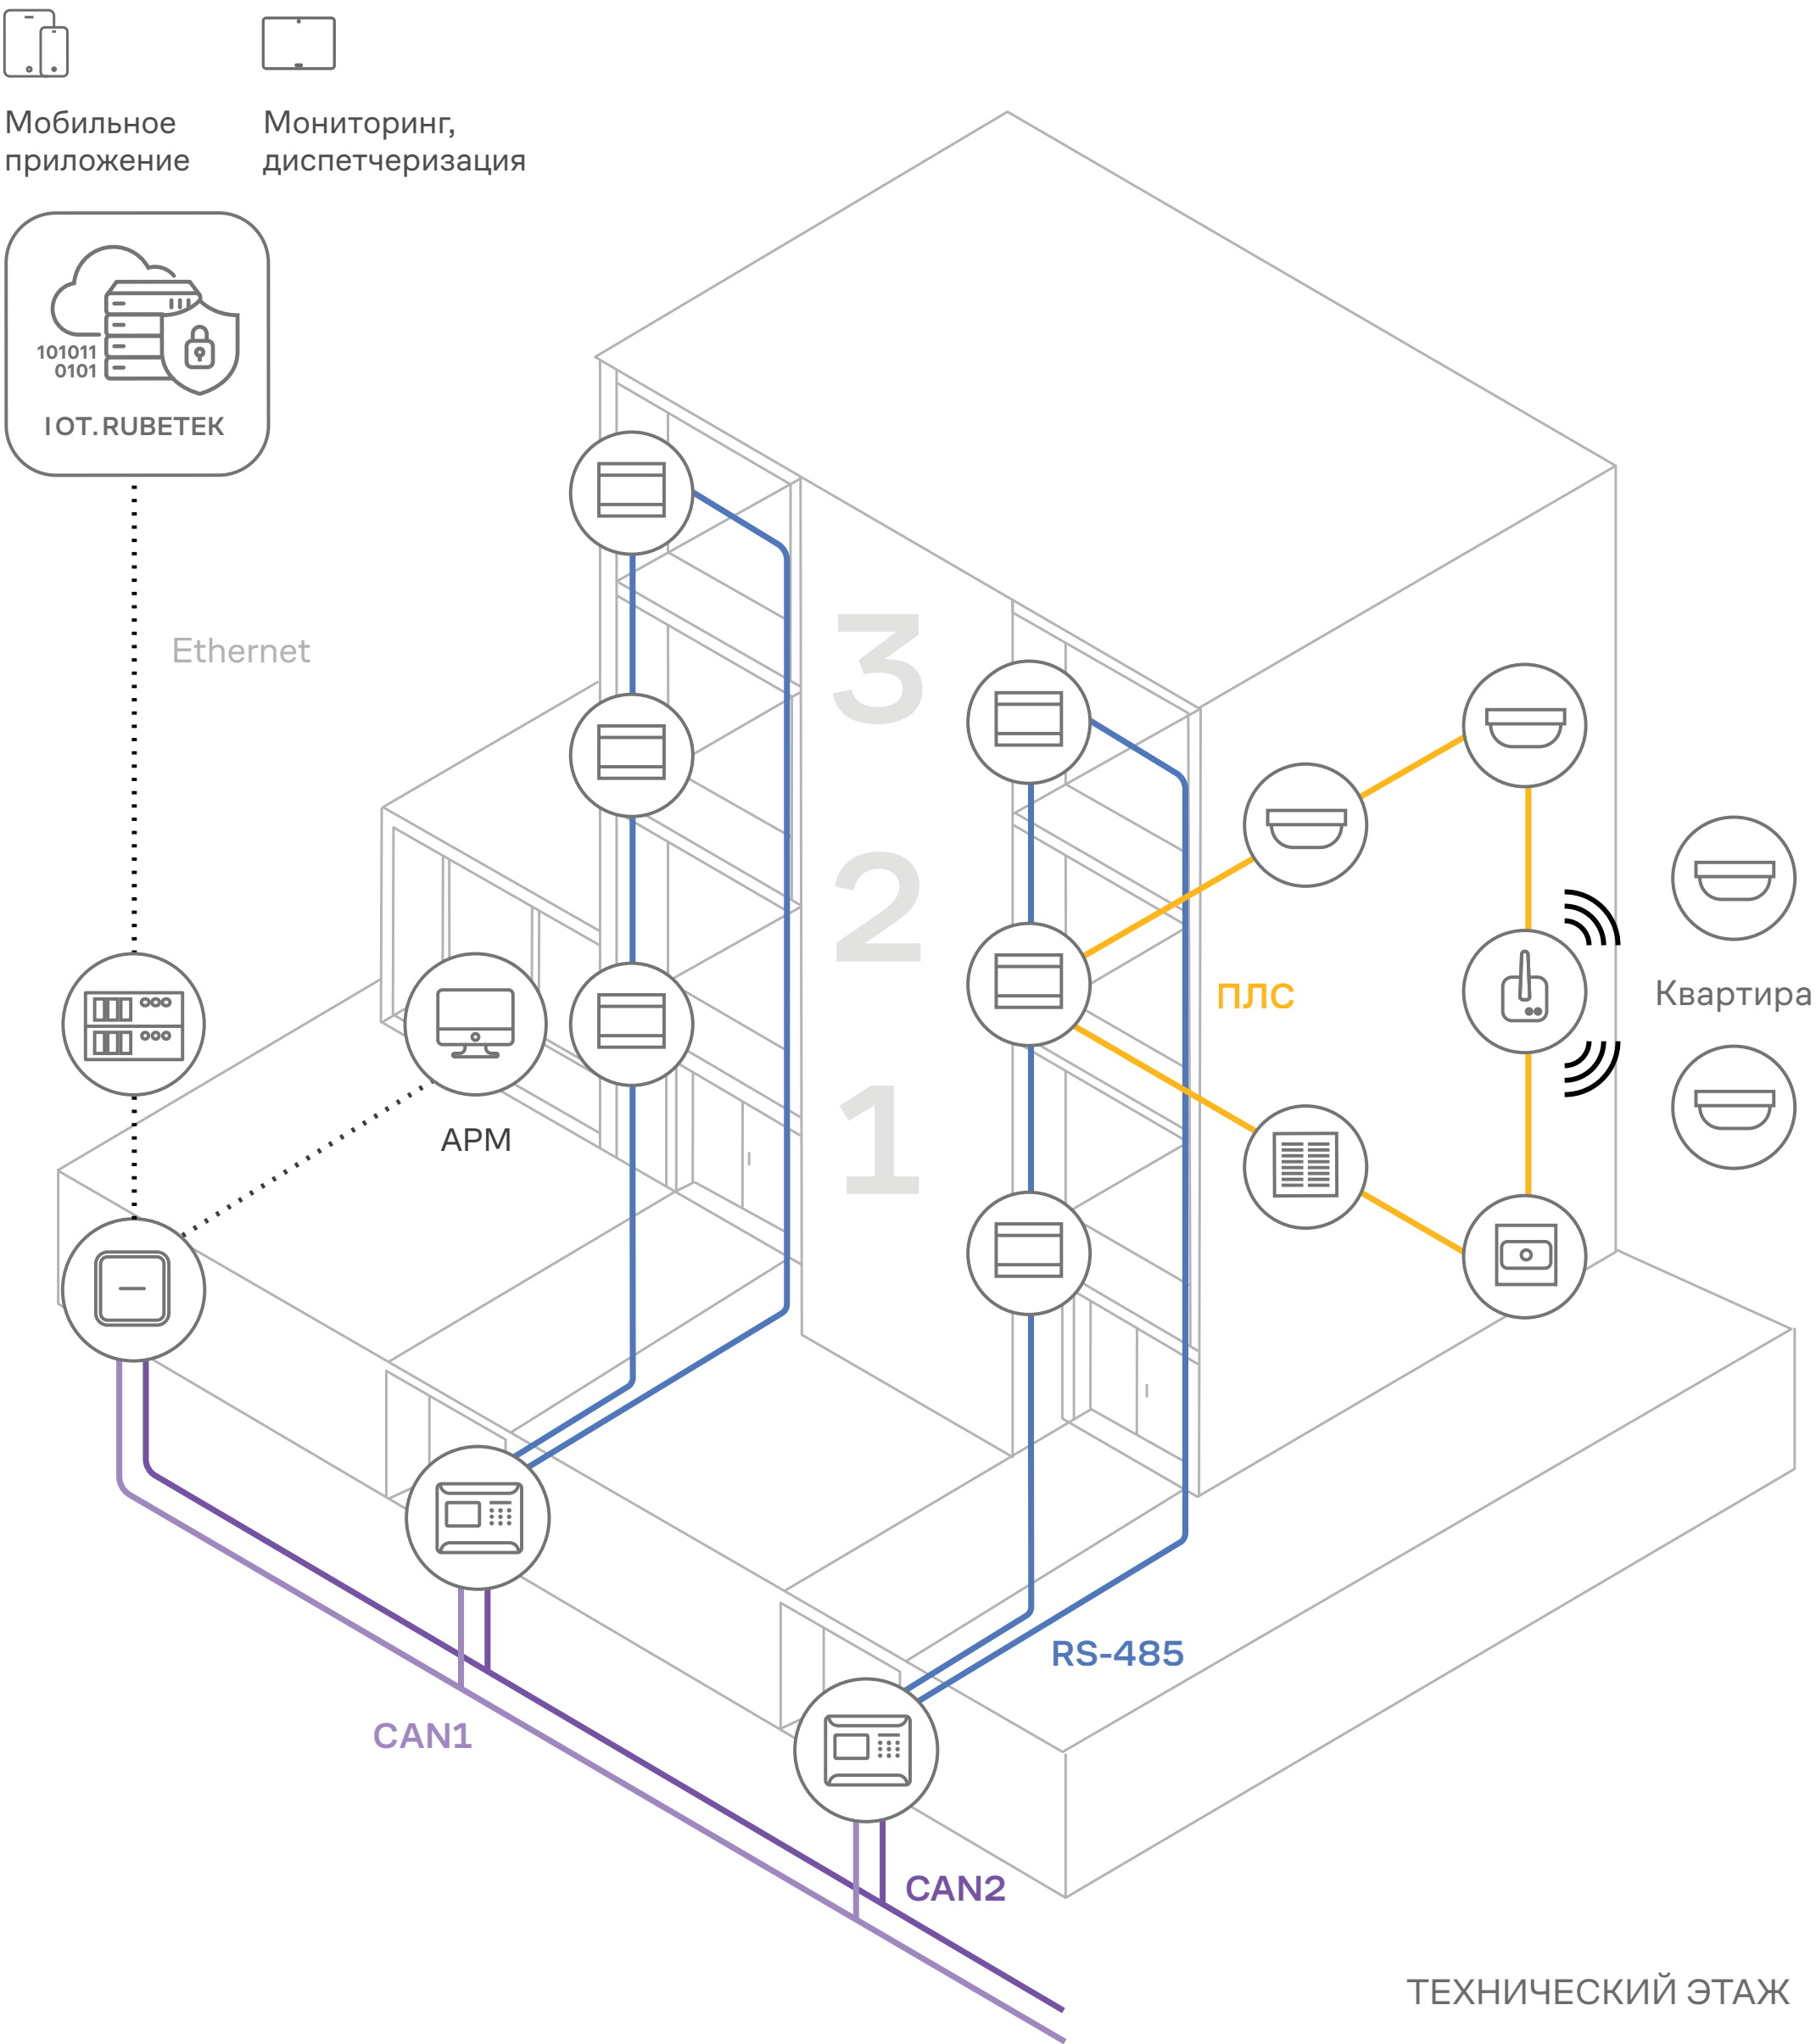 Мобильное
приложение
Мониторинг,
диспетчеризация
101011
0101
IOT.RUBETEK
Ethernet
3
2
ПЛС
Квартира
АРМ
1
RS-485
CAN1
CAN2
ТЕХНИЧЕСКИЙ ЭТАЖ